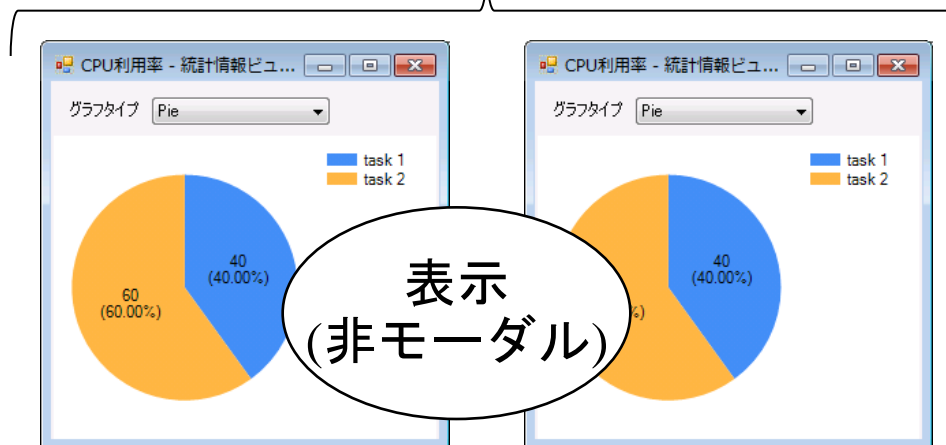 CPU利用率 - 統計情報ビュ...
グラフタイプ Pie
task 1
task 2
40
(40.00%)
60
(60.00%)
表示
(非モーダル)
CPU利用率 - 統計情報ビュ...
グラフタイプ Pie
task 1
task 2
40
(40.00%)
%)